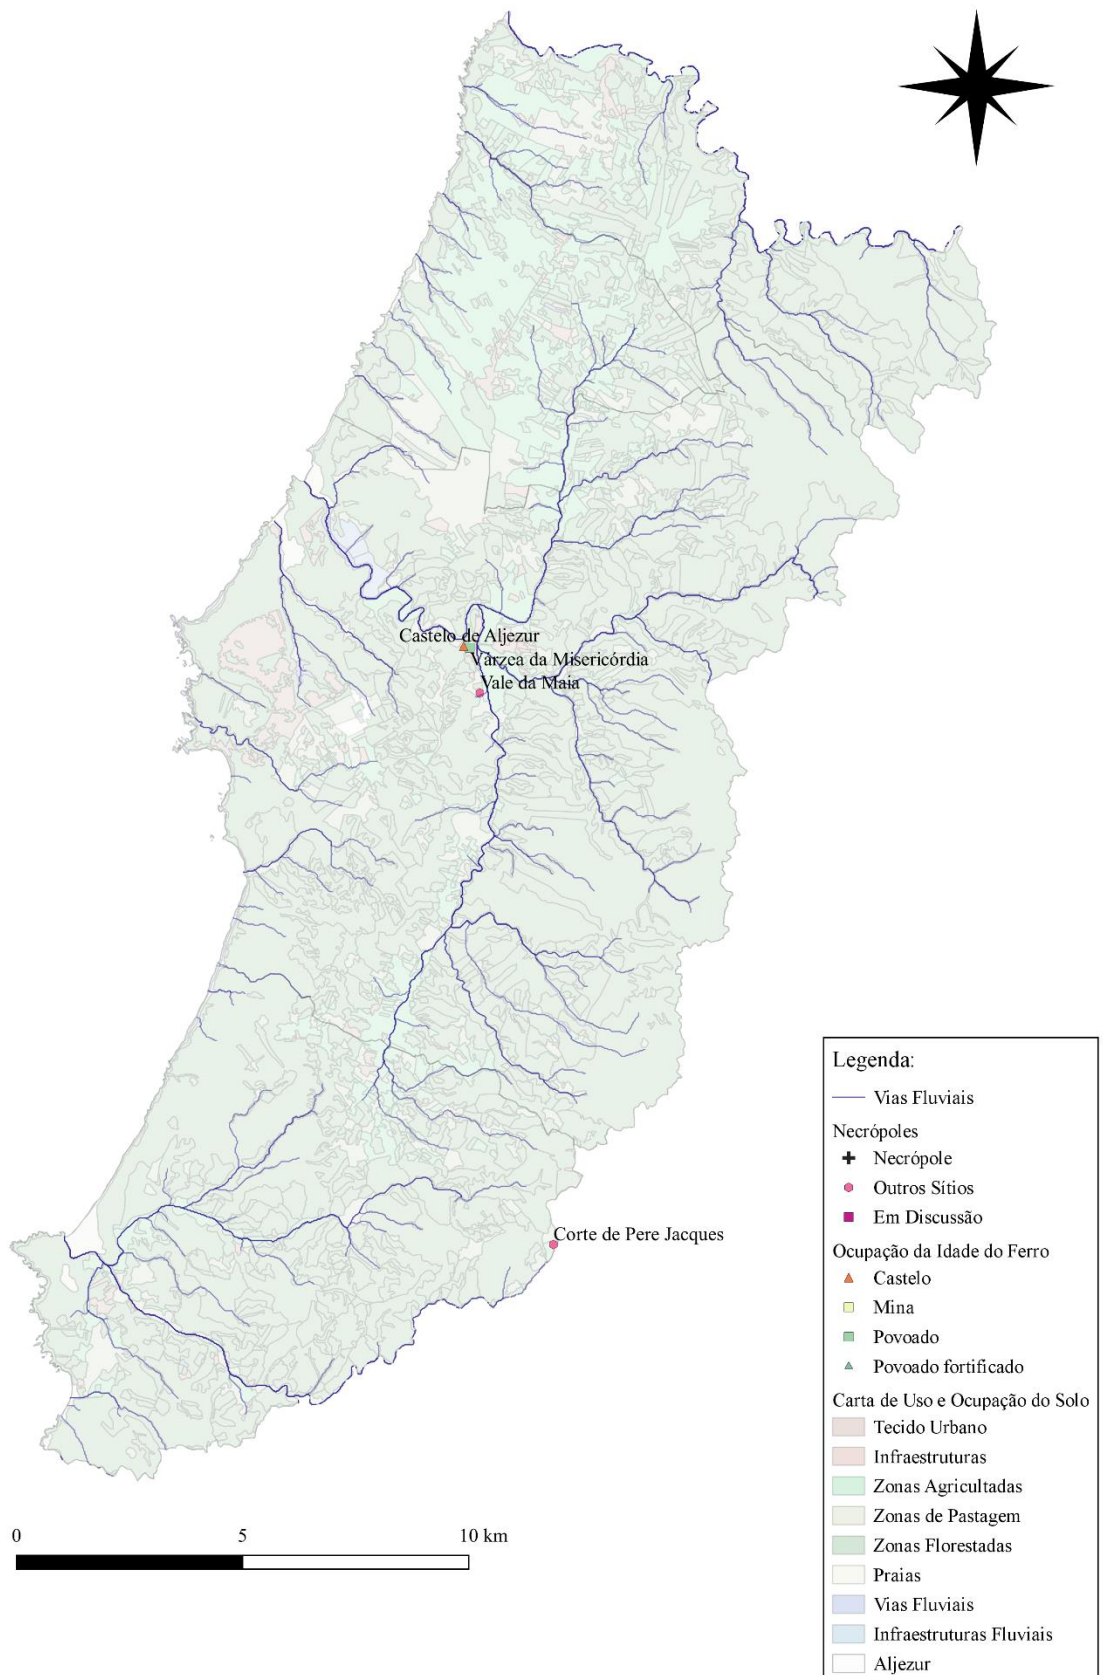 Castelo de Aljezur
Várzea da Misericórdia
Vale da Maia
Corte de Pere Jacques
Legenda:
Vias Fluviais
Necrópoles
Necrópole
Outros Sítios
Em Discussão
Ocupação da Idade do Ferro
Castelo
Mina
Povoado
Povoado fortificado
Carta de Uso e Ocupação do Solo
Tecido Urbano
Infraestruturas
Zonas Agricultadas
Zonas de Pastagem
Zonas Florestadas
Praias
Vias Fluviais
Infraestruturas Fluviais
Aljezur
0 5 10 km